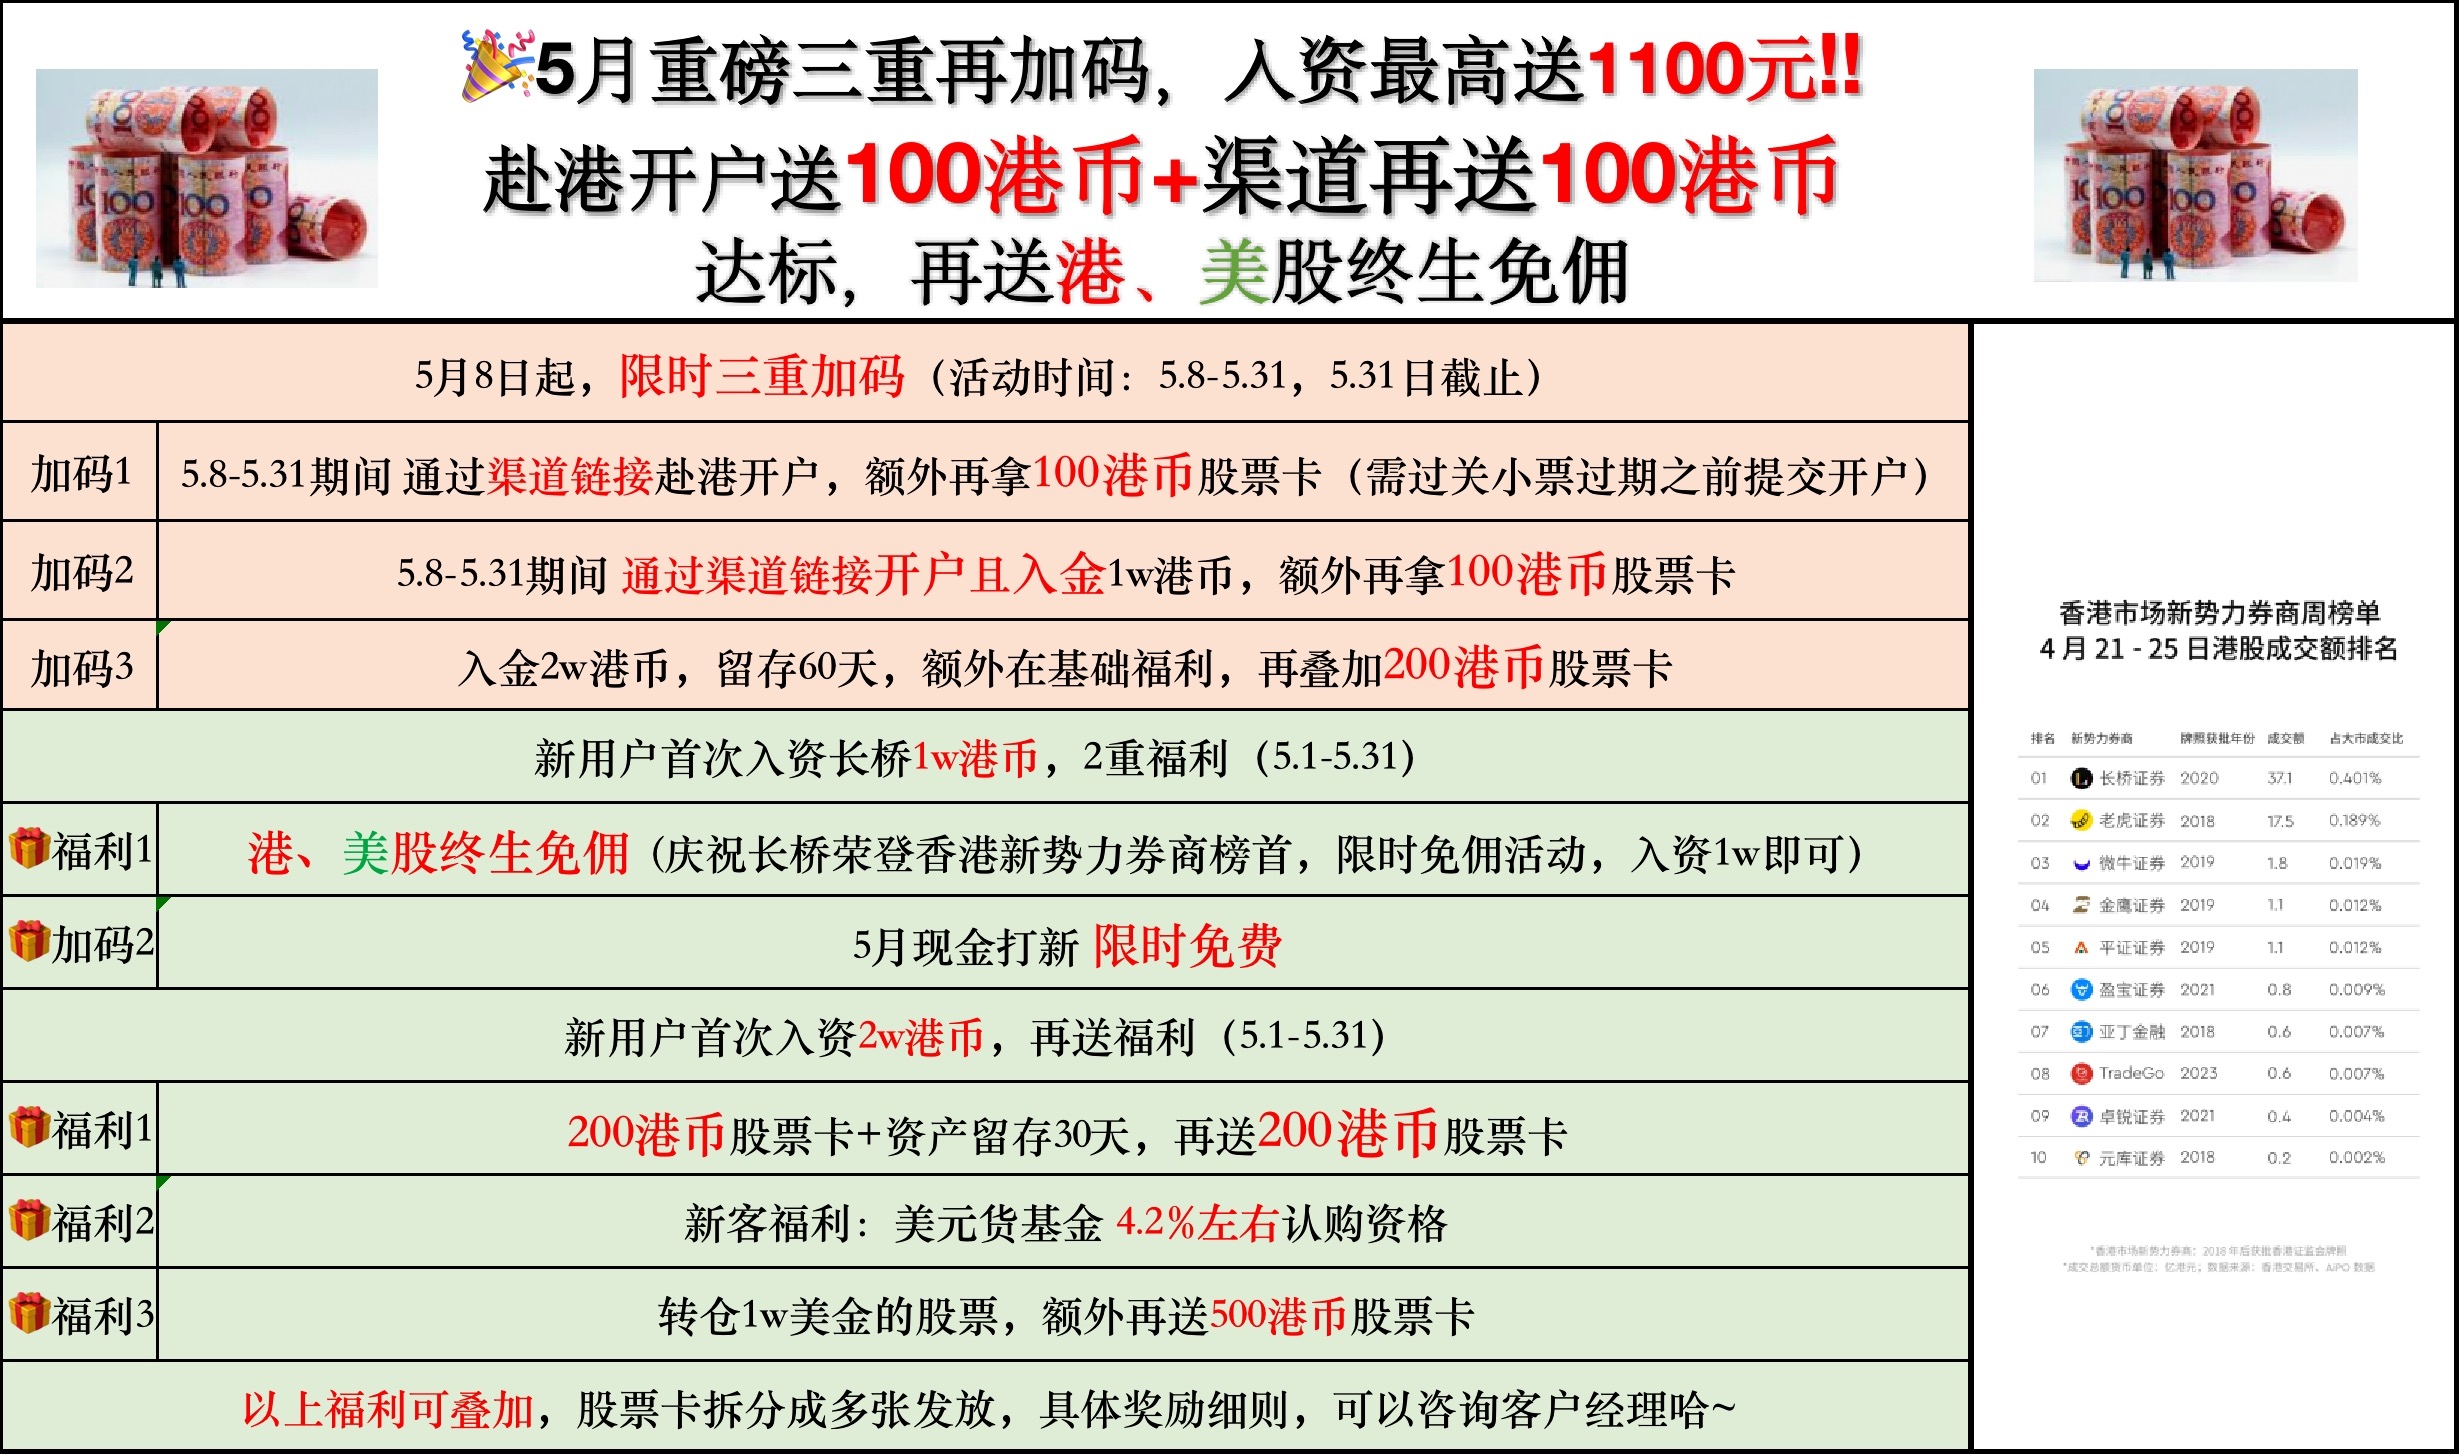 🎉5月重磅三重再加码，入资最高送1100元!!
赴港开户送100港币+渠道再送100港币
达标，再送港、美股终生免佣
5月8日起，限时三重加码（活动时间：5.8-5.31，5.31日截止）
加码1 5.8-5.31期间 通过渠道链接赴港开户，额外再拿100港币股票卡（需过关小票过期之前提交开户）
加码2 5.8-5.31期间 通过渠道链接开户且入金1w港币，额外再拿100港币股票卡
加码3 入金2w港币，留存60天，额外在基础福利，再叠加200港币股票卡
新用户首次入资长桥1w港币，2重福利（5.1-5.31）
🎁福利1 港、美股终生免佣（庆祝长桥荣登香港新势力券商榜首，限时免佣活动，入资1w即可）
🎁加码2 5月现金打新 限时免费
新用户首次入资2w港币，再送福利（5.1-5.31）
🎁福利1 200港币股票卡+资产留存30天，再送200港币股票卡
🎁福利2 新客福利：美元货基金 4.2%左右认购资格
🎁福利3 转仓1w美金的股票，额外再送500港币股票卡
以上福利可叠加，股票卡拆分成多张发放，具体奖励细则，可以咨询客户经理哈~
香港市场新势力券商周榜单
4 月 21 - 25 日港股成交额排名
排名 新势力券商 牌照获批年份 成交额 占大市成交比
01 长桥证券 2020 37.1 0.401%
02 老虎证券 2018 17.5 0.189%
03 微牛证券 2019 1.8 0.019%
04 金鹰证券 2019 1.1 0.012%
05 平证证券 2019 1.1 0.012%
06 盈宝证券 2021 0.8 0.009%
07 亚丁金融 2018 0.6 0.007%
08 TradeGo 2023 0.6 0.007%
09 卓锐证券 2021 0.4 0.004%
10 元库证券 2018 0.2 0.002%
*香港市场新势力券商：2018 年后获批香港证监会牌照
*成交总额货币单位：亿港元；数据来源：香港交易所、AiPO 数据